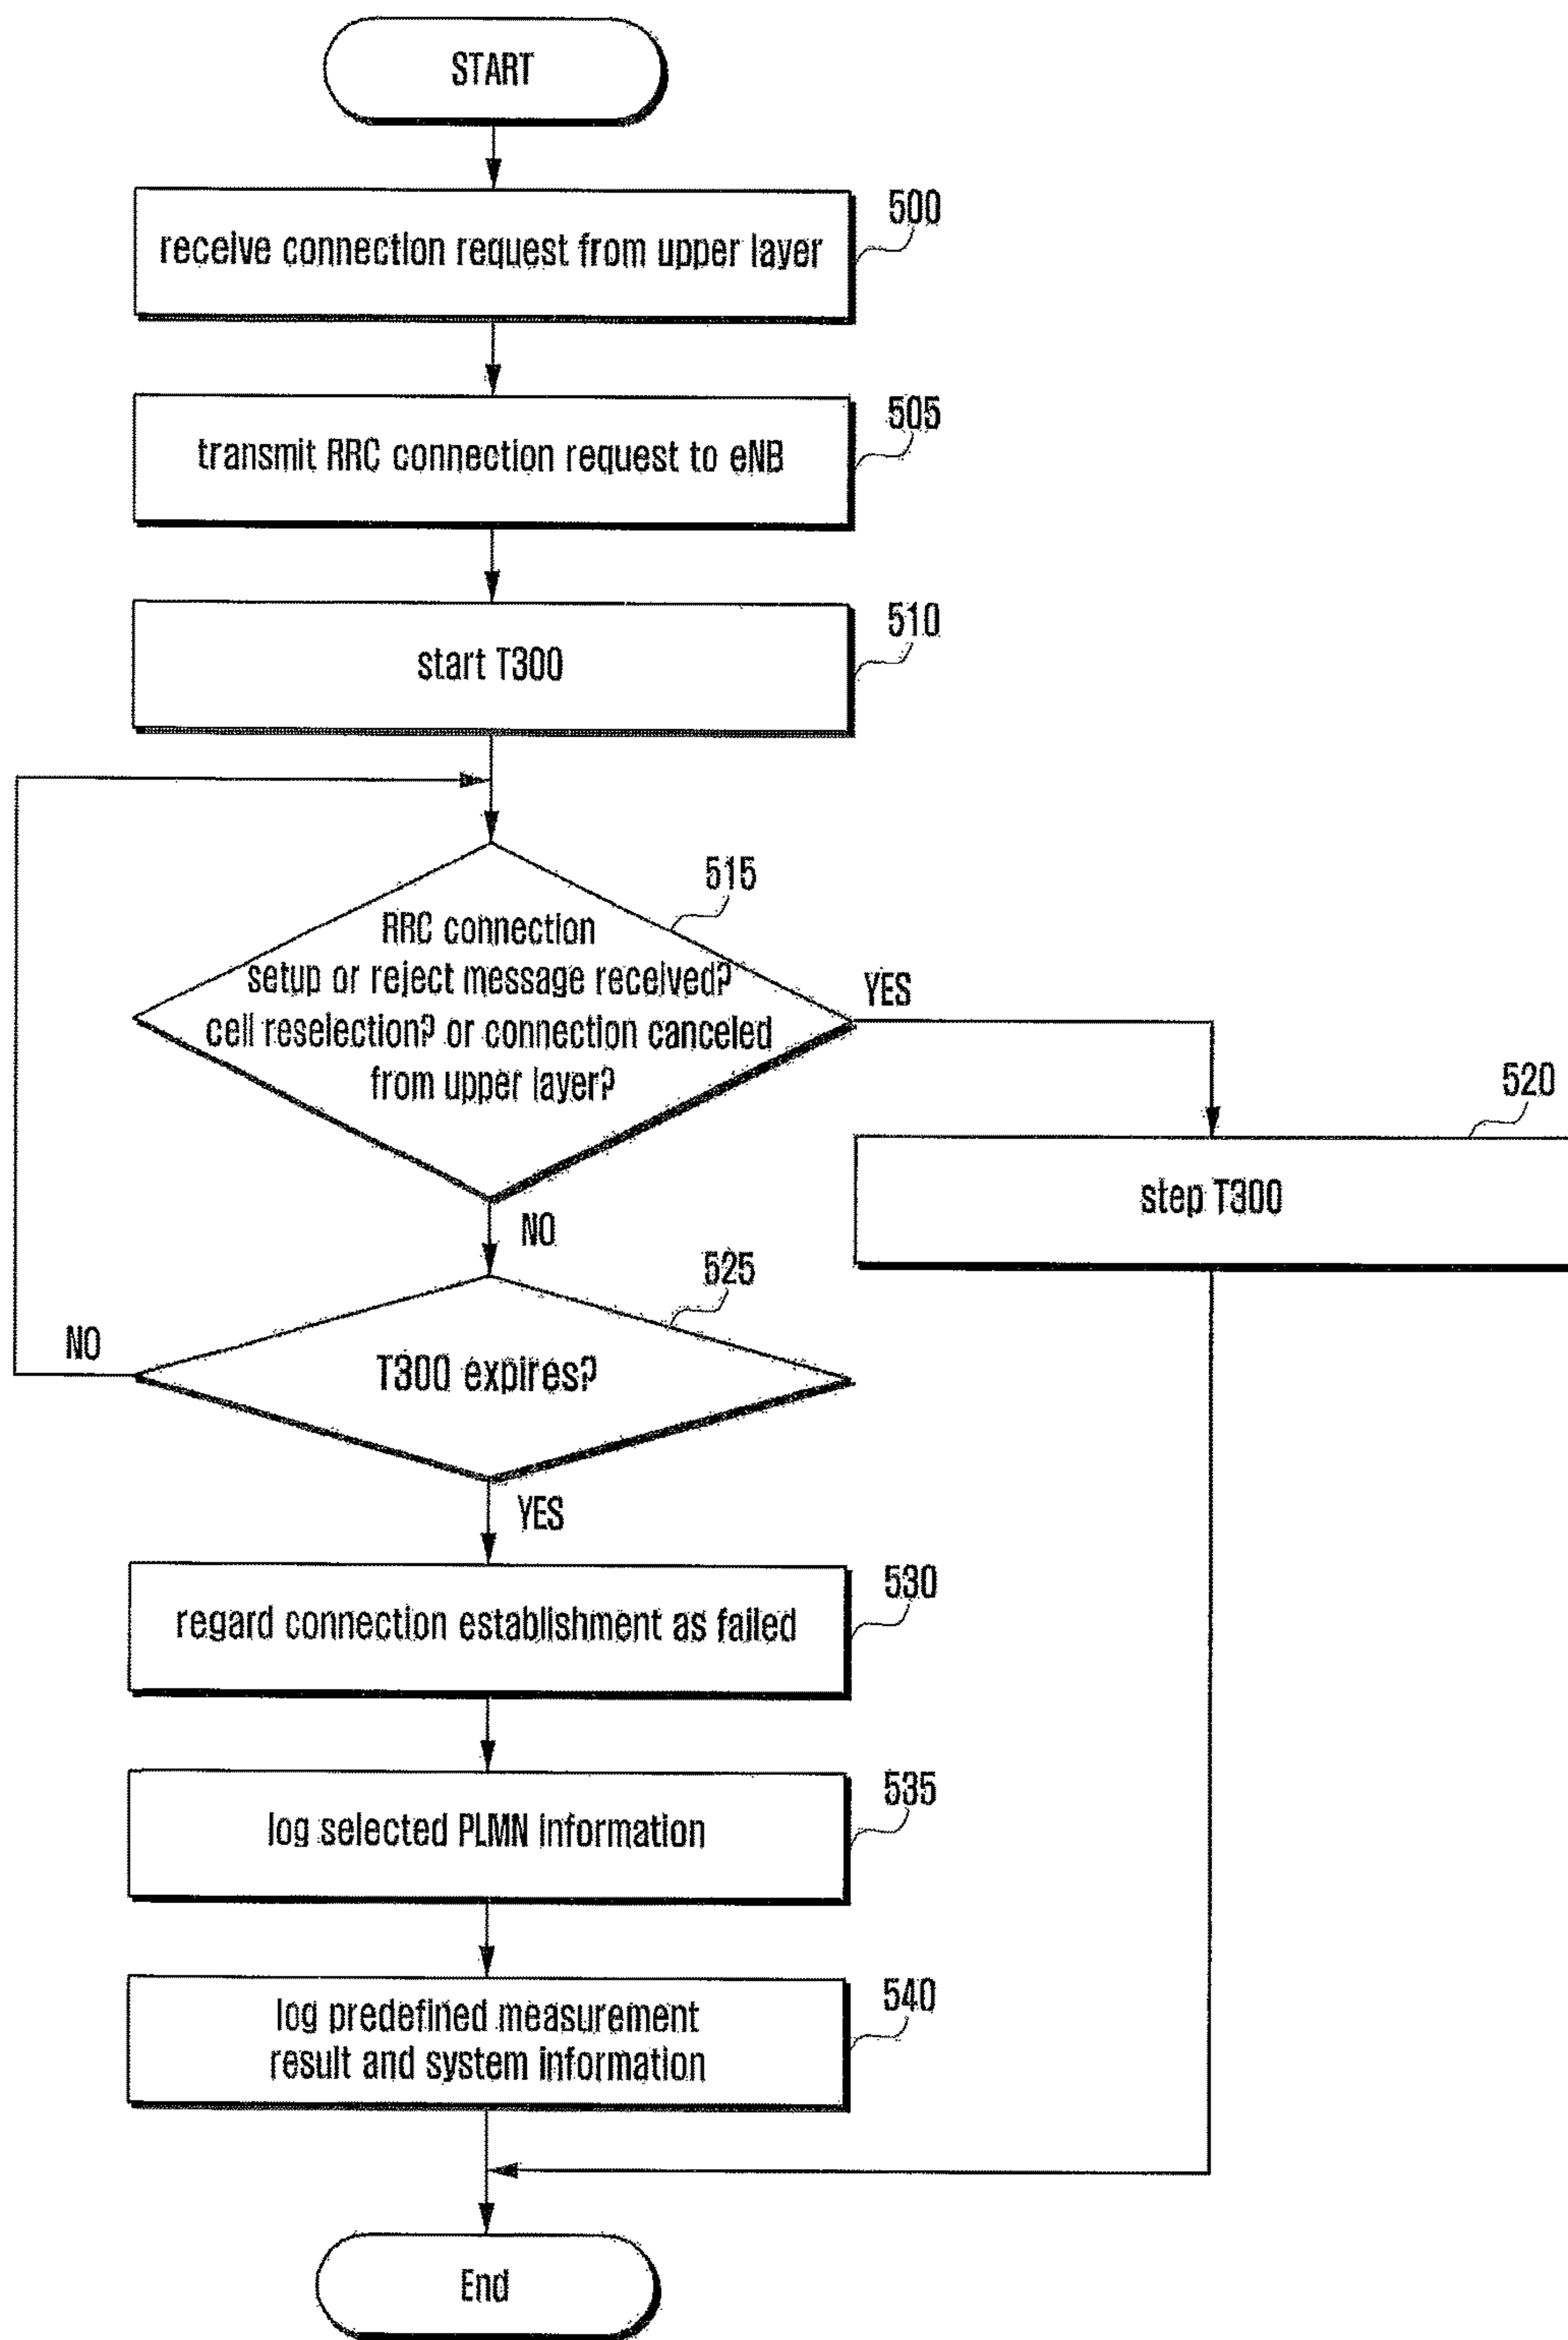 START
500
receive connection request from upper layer
505
transmit RRC connection request to eNB
510
start T300
515
RRC connection
setup or reject message received?
cell reselection? or connection canceled
from upper layer?
YES
520
step T300
NO
525
T300 expires?
NO
YES
530
regard connection establishment as failed
535
log selected PLMN information
540
log predefined measurement
result and system information
End